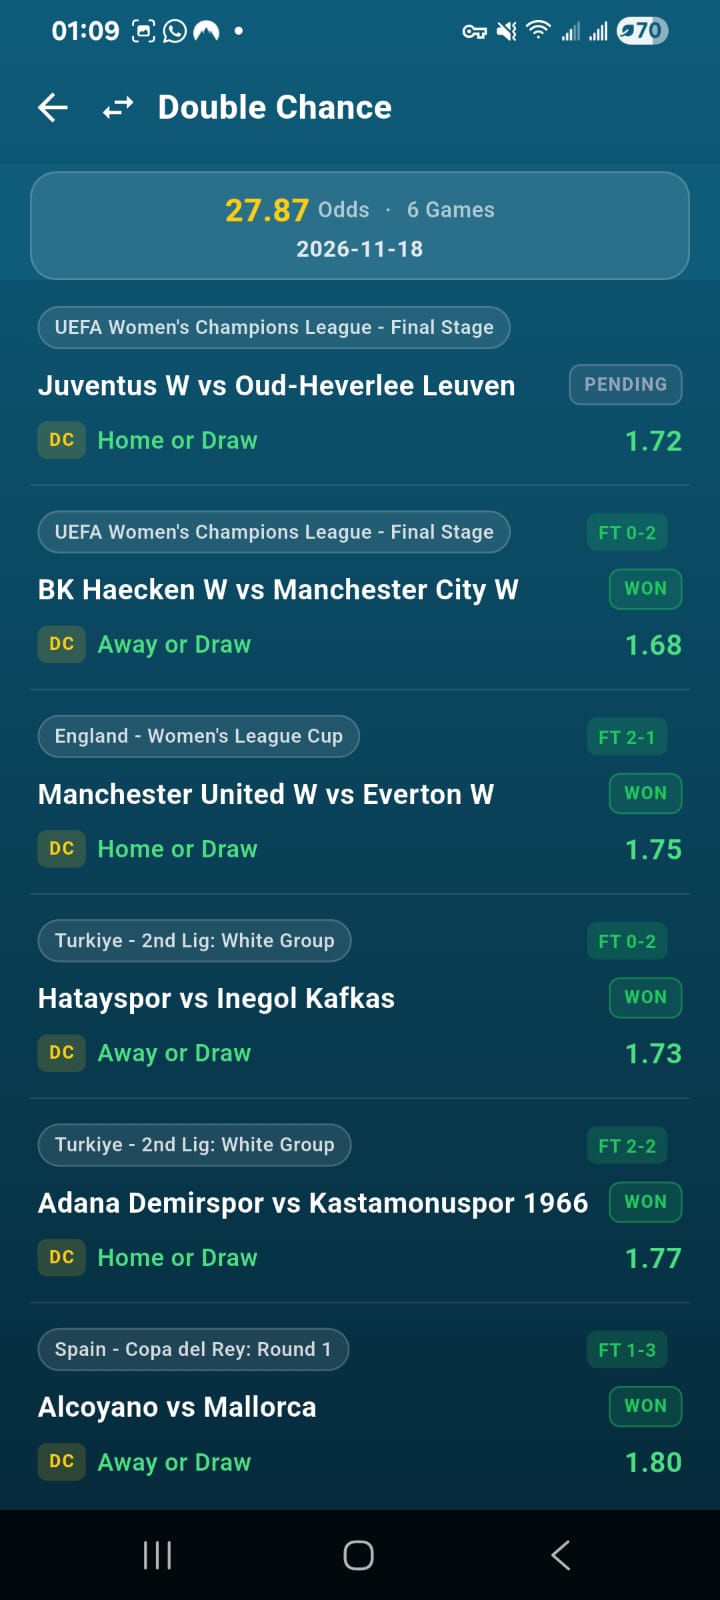 01:09
70
Double Chance
27.87 Odds · 6 Games
2026-11-18
UEFA Women's Champions League - Final Stage
Juventus W vs Oud-Heverlee Leuven PENDING
DC Home or Draw 1.72
UEFA Women's Champions League - Final Stage FT 0-2
BK Haecken W vs Manchester City W WON
DC Away or Draw 1.68
England - Women's League Cup FT 2-1
Manchester United W vs Everton W WON
DC Home or Draw 1.75
Turkiye - 2nd Lig: White Group FT 0-2
Hatayspor vs Inegol Kafkas WON
DC Away or Draw 1.73
Turkiye - 2nd Lig: White Group FT 2-2
Adana Demirspor vs Kastamonuspor 1966 WON
DC Home or Draw 1.77
Spain - Copa del Rey: Round 1 FT 1-3
Alcoyano vs Mallorca WON
DC Away or Draw 1.80